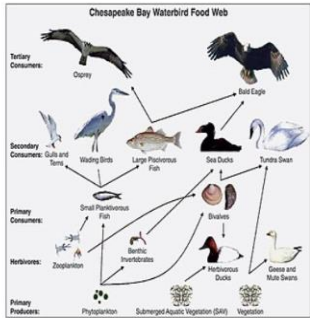 Chesapeake Bay Waterbird Food Web
Tertiary
Consumers:
Osprey
Bald Eagle
Secondary
Consumers:
Gulls and
Terns
Wading Birds
Large Piscivorous
Fish
Sea Ducks
Tundra Swan
Small Planktivorous
Fish
Bivalves
Primary
Consumers:
Benthic
Invertebrates
Herbivores:
Zooplankton
Herbivorous
Ducks
Geese and
Mute Swans
Primary
Producers:
Phytoplankton
Submerged Aquatic Vegetation (SAV)
Vegetation